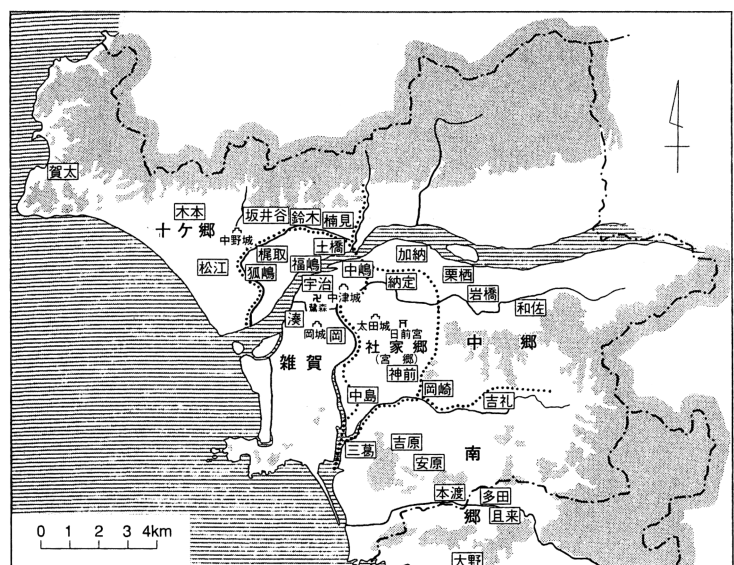 賀太
木本
坂井谷
鈴木
楠見
十ケ郷
中野城
土橋
加納
梶取
福嶋
中嶋
松江
狐嶋
栗栖
宇治
納定
岩橋
中津城
鷺森
和佐
湊
岡城
岡
太田城
日前宮
社家郷
(宮郷)
中郷
雑賀
神前
中島
岡崎
吉礼
三葛
吉原
南郷
安原
本渡
多田
且来
大野
0 1 2 3 4km